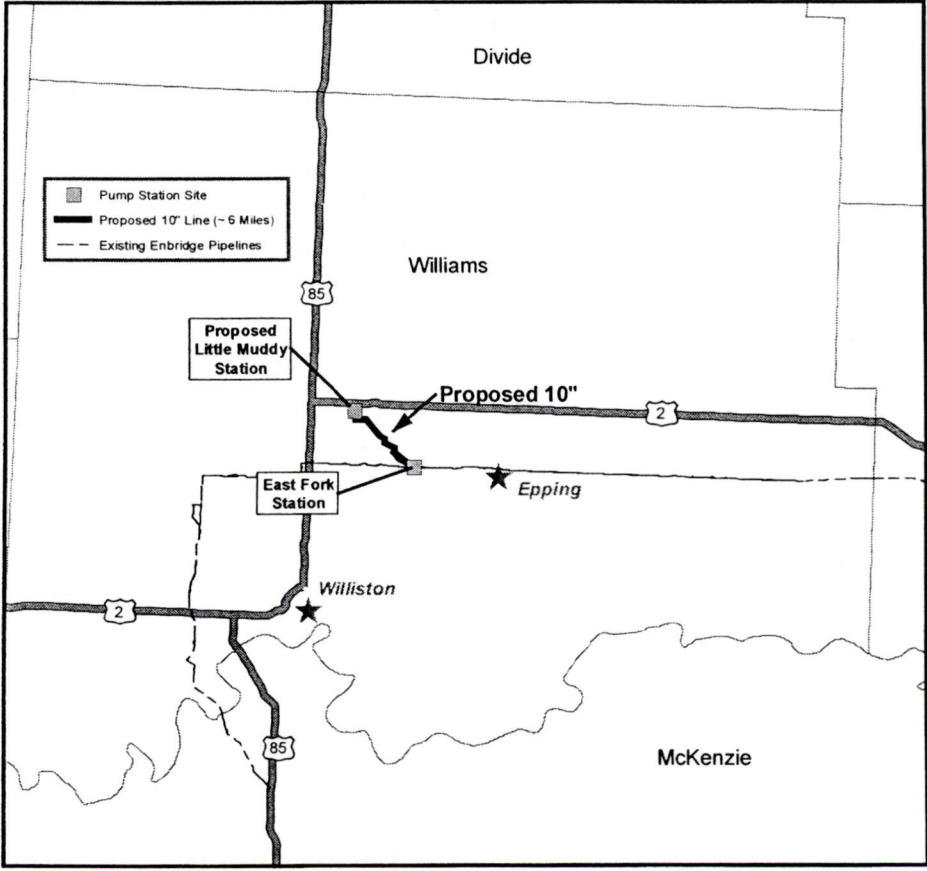 Divide
Pump Station Site
Proposed 10" Line (~ 6 Miles)
Existing Enbridge Pipelines
Williams
85
Proposed
Little Muddy
Station
Proposed 10"
2
East Fork
Station
Epping
Williston
2
85
McKenzie